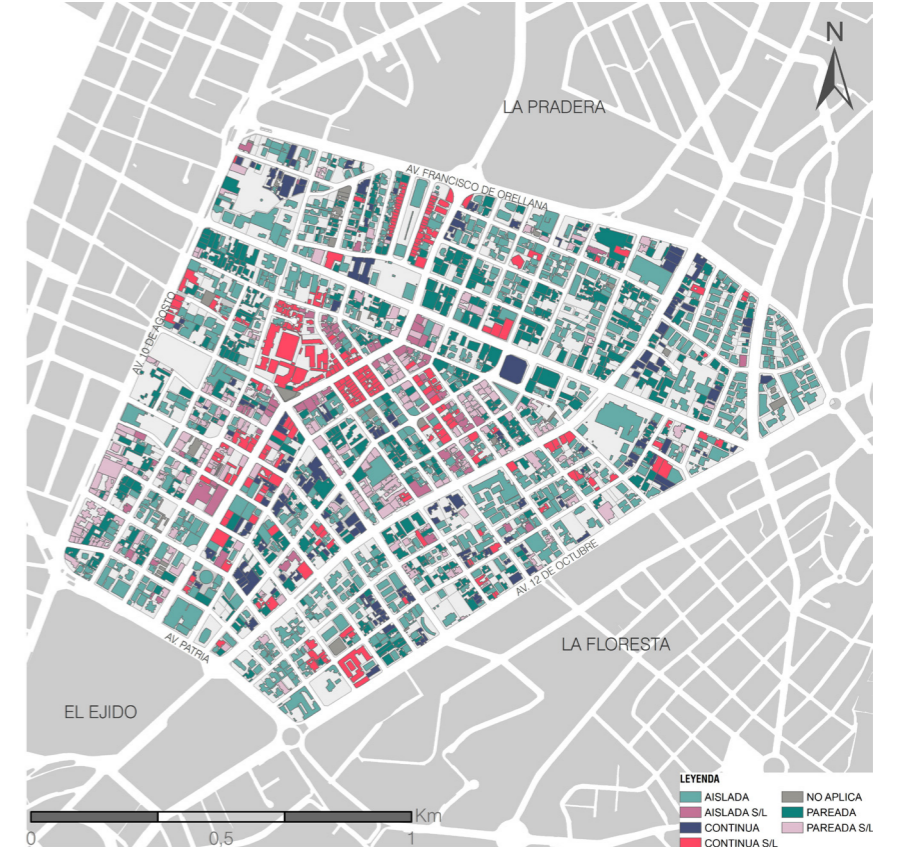 N
LA PRADERA
AV. FRANCISCO DE ORELLANA
AV. 10 DE AGOSTO
AV. 12 DE OCTUBRE
AV. PATRIA
LA FLORESTA
EL EJIDO
LEYENDA
AISLADA
AISLADA S/L
CONTINUA
CONTINUA S/L
NO APLICA
PAREADA
PAREADA S/L
Km
0
0,5
1